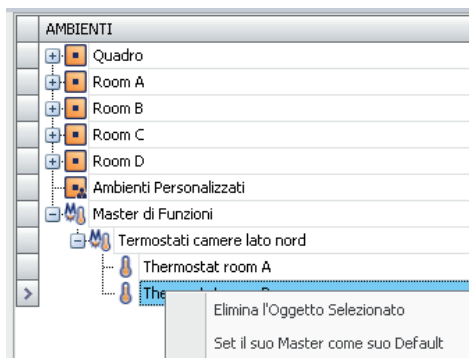 AMBIENTI
Quadro
Room A
Room B
Room C
Room D
Ambienti Personalizzati
Master di Funzioni
Termostati camere lato nord
Thermostat room A
Elimina l'Oggetto Selezionato
Set il suo Master come suo Default